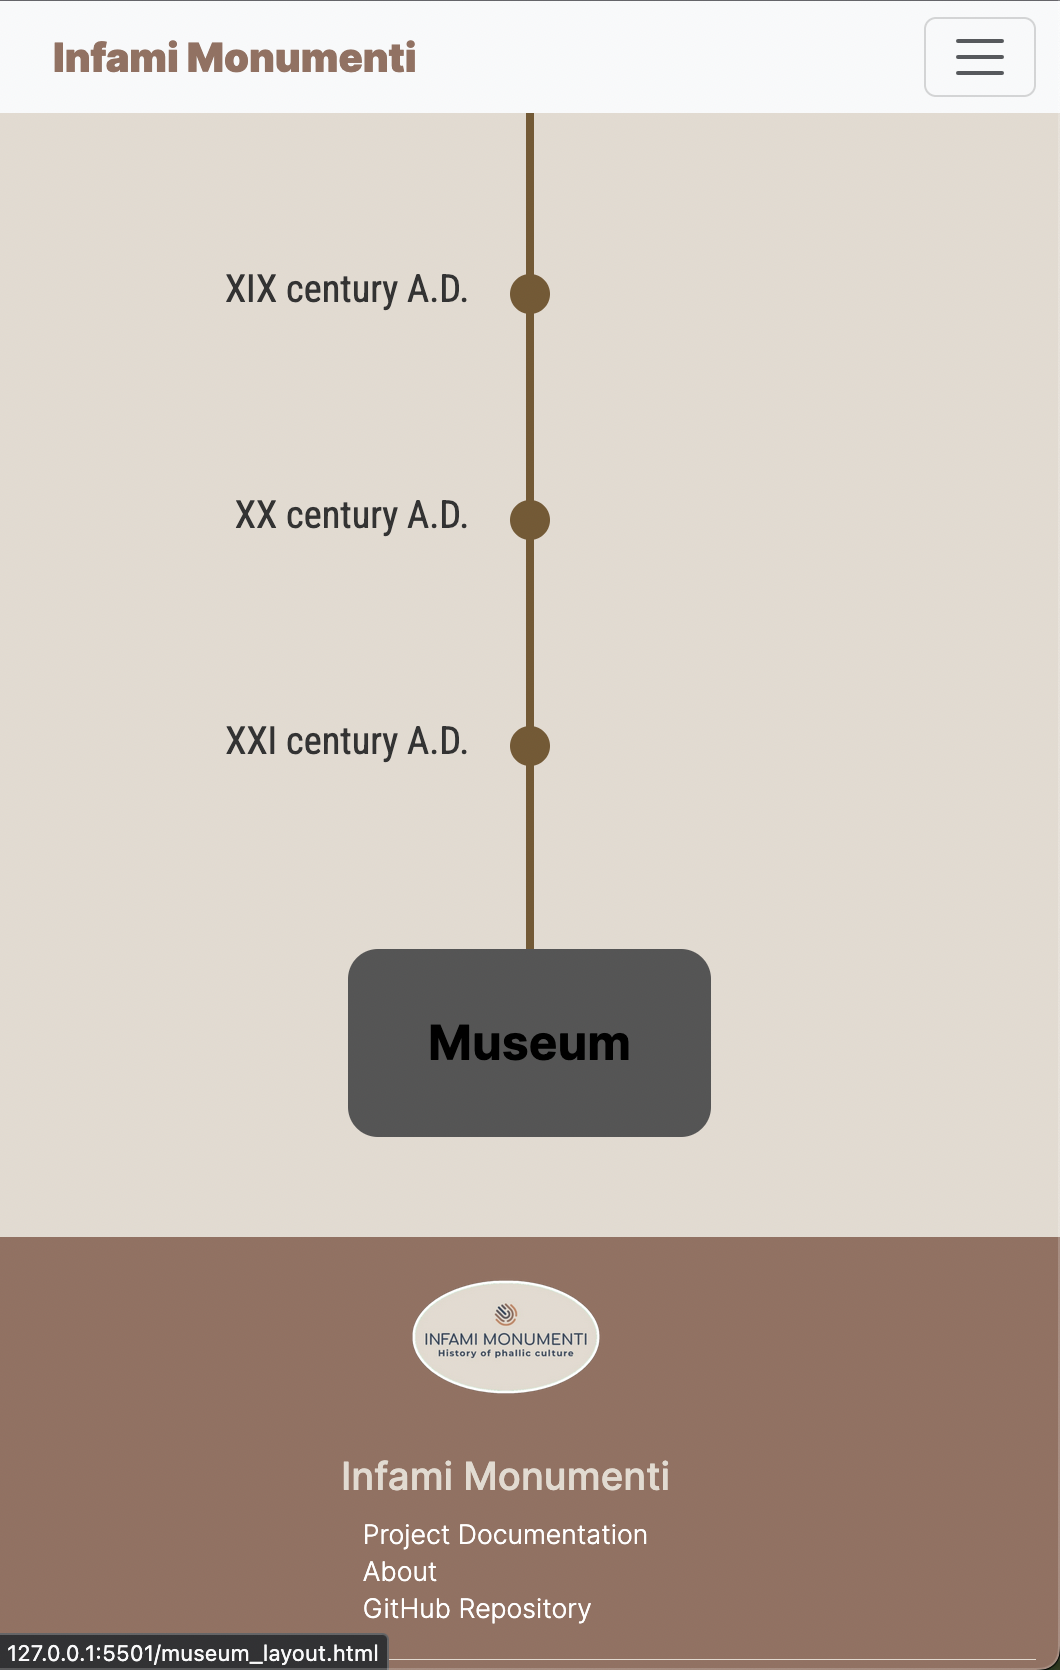 Infami Monumenti
XIX century A.D.
XX century A.D.
XXI century A.D.
Museum
INFAMI MONUMENTI
History of phallic culture
Infami Monumenti
Project Documentation
About
GitHub Repository
127.0.0.1:5501/museum_layout.html